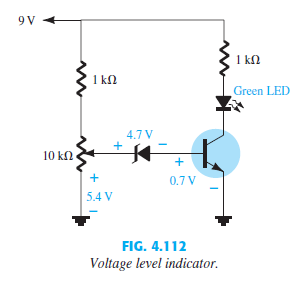 9 V
1 kΩ
1 kΩ
Green LED
4.7 V
+ –
10 kΩ
+
5.4 V
–
+
0.7 V
–
FIG. 4.112
Voltage level indicator.